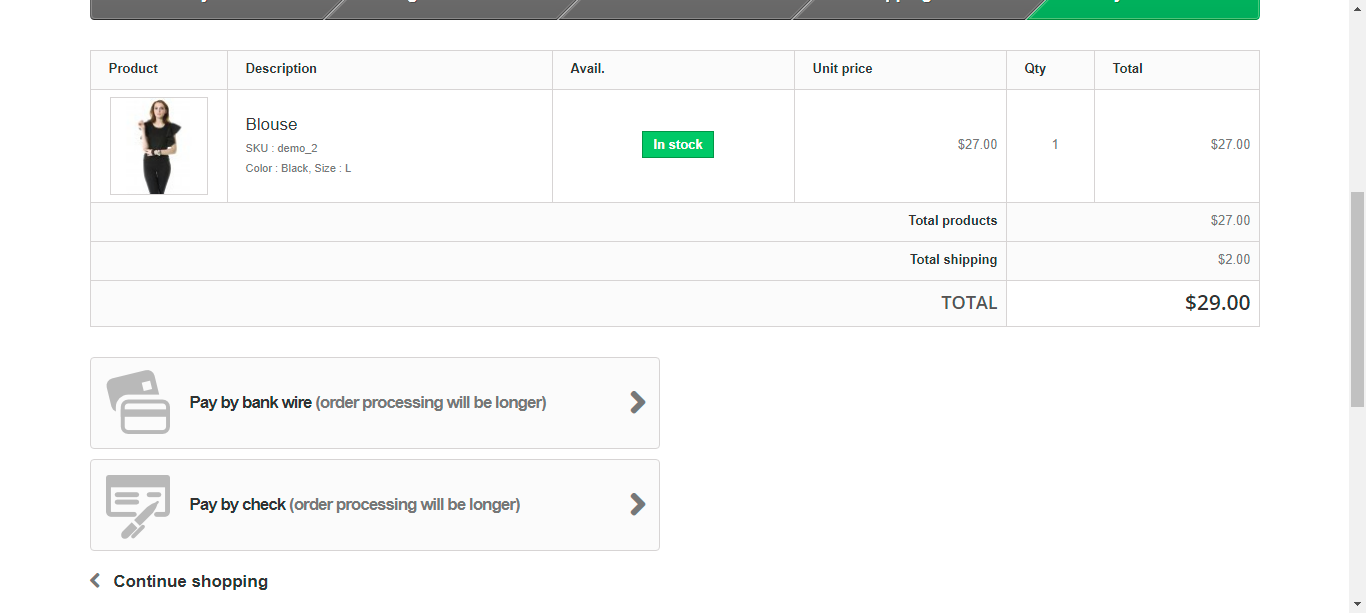 Product Description Avail. Unit price Qty Total
Blouse
SKU : demo_2
Color : Black, Size : L
In stock
$27.00
1
$27.00
Total products $27.00
Total shipping $2.00
TOTAL $29.00
Pay by bank wire (order processing will be longer)
Pay by check (order processing will be longer)
Continue shopping